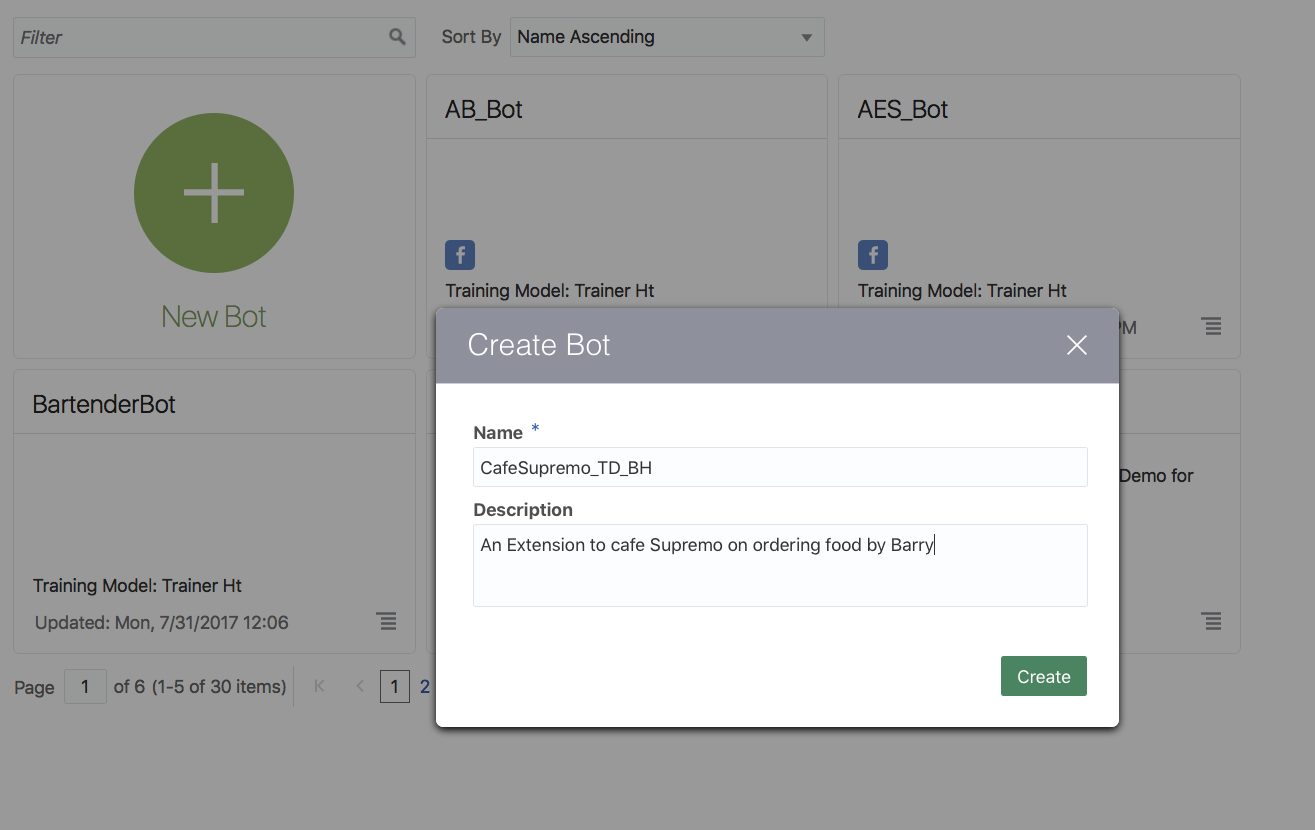 Filter
Sort By
Name Ascending
New Bot
AB_Bot
Training Model: Trainer Ht
AES_Bot
Training Model: Trainer Ht
PM
BartenderBot
Training Model: Trainer Ht
Updated: Mon, 7/31/2017 12:06
Demo for
Create Bot
Name *
CafeSupremo_TD_BH
Description
An Extension to cafe Supremo on ordering food by Barry
Create
Page 1 of 6 (1-5 of 30 items) 1 2